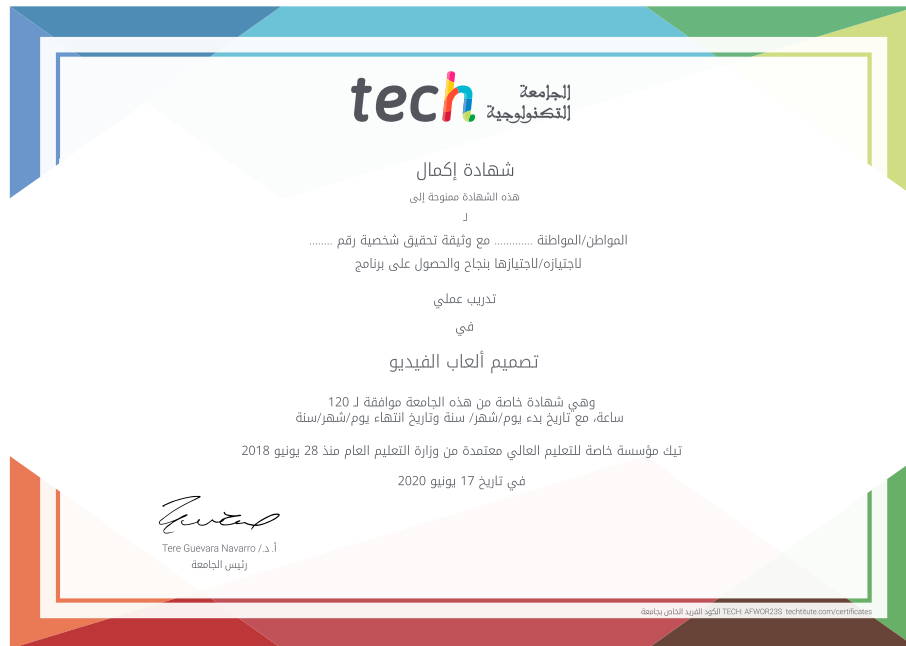 tech
الجامعة
التكنولوجية
شهادة إكمال
هذه الشهادة ممنوحة إلى
لـ
المواطن/المواطنة ............. مع وثيقة تحقيق شخصية رقم ........
لاجتيازه/لاجتيازها بنجاح والحصول على برنامج
تدريب عملي
في
تصميم ألعاب الفيديو
وهي شهادة خاصة من هذه الجامعة موافقة لـ 120
ساعة، مع تاريخ بدء يوم/شهر/ سنة وتاريخ انتهاء يوم/شهر/سنة
تيك مؤسسة خاصة للتعليم العالي معتمدة من وزارة التعليم العام منذ 28 يونيو 2018
في تاريخ 17 يونيو 2020
أ.د./ Tere Guevara Navarro
رئيس الجامعة
الكود الفريد الخاص بجامعة TECH: AFWOR23S techtitute.com/certificates